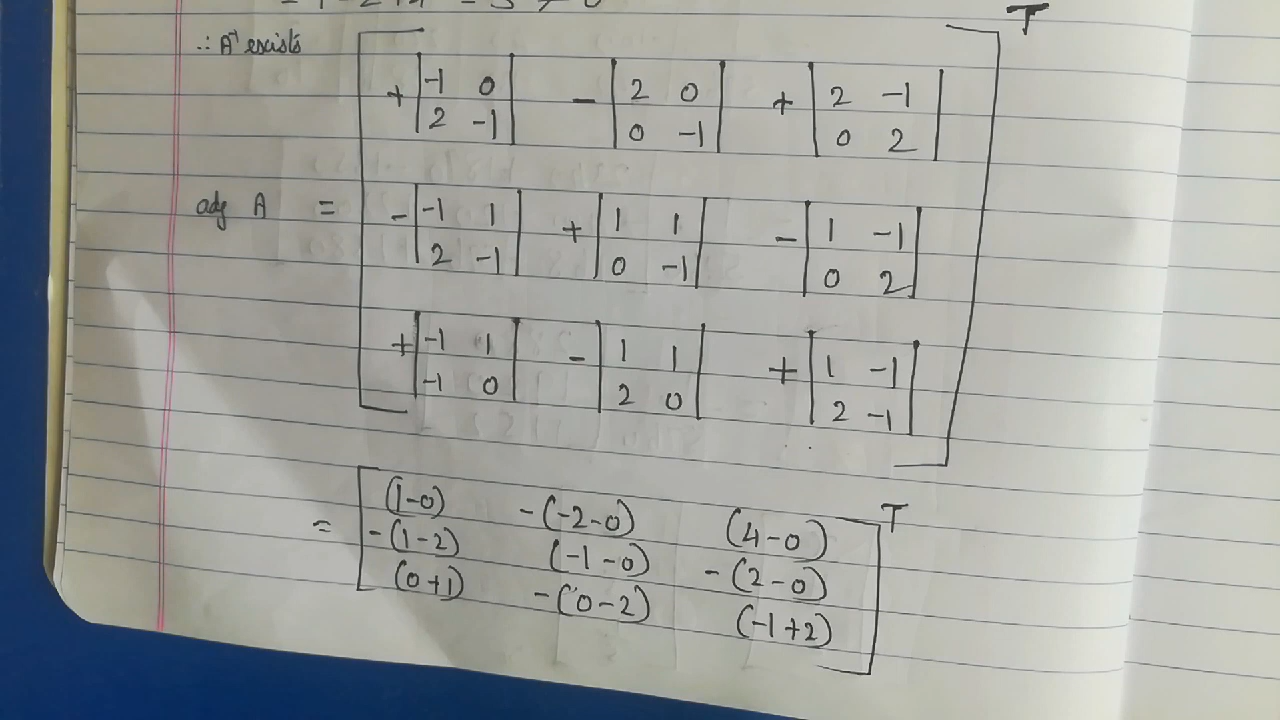 ∴ A⁻¹ exists
T
+ |-1 0| - |2 0| + |2 -1|
|2 -1| |0 -1| |0 2|
adj A = - |-1 1| + |1 1| - |1 -1|
|2 -1| |0 -1| |0 2|
+ |-1 1| - |1 1| + |1 -1|
|-1 0| |2 0| |2 -1|
= [(1-0) -(-2-0) (4-0)] T
-(1-2) (-1-0) -(2-0)
(0+1) -(0-2) (-1+2)